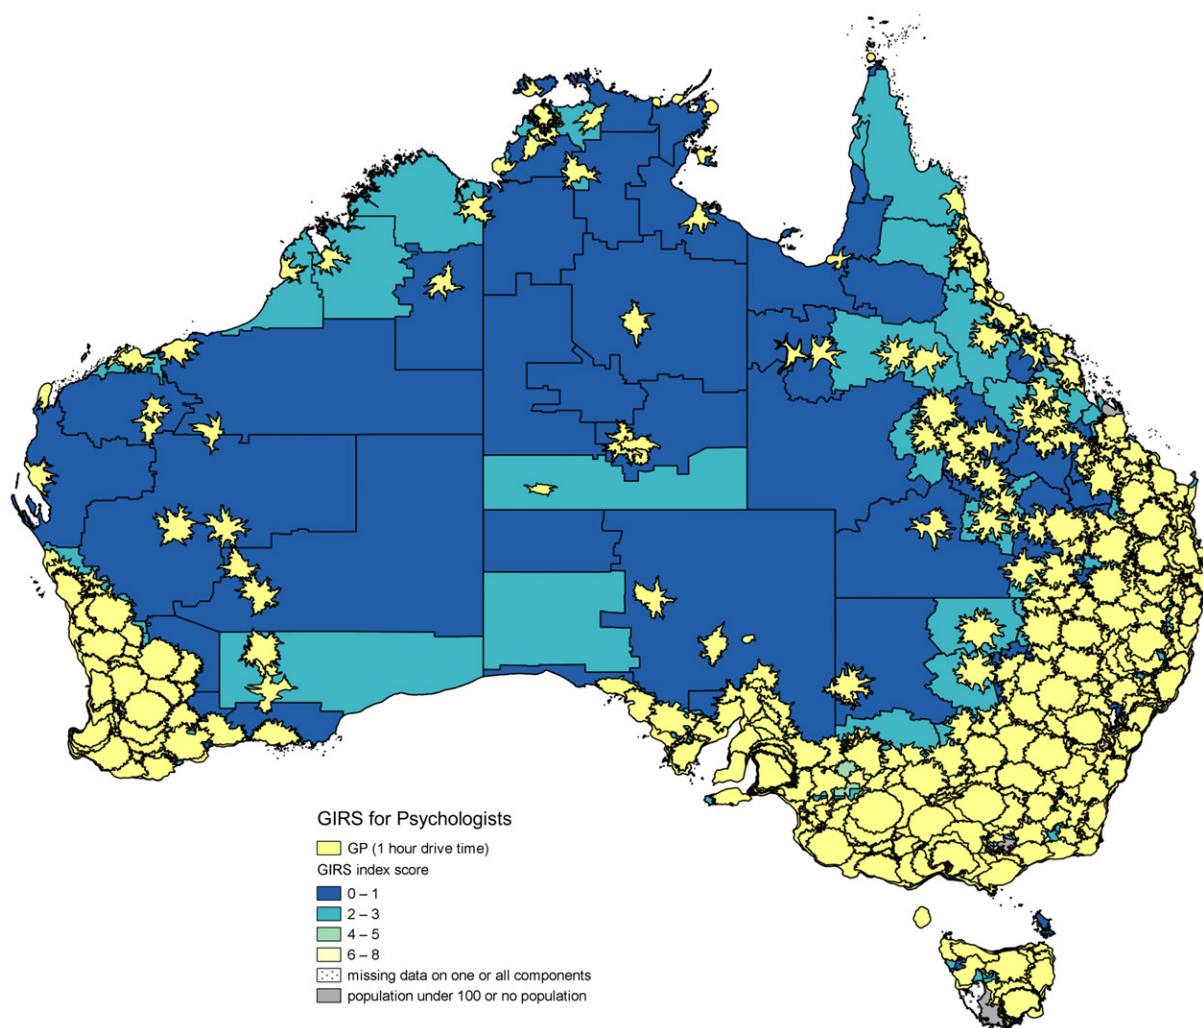 GIRS for Psychologists
GP (1 hour drive time)
GIRS index score
0 – 1
2 – 3
4 – 5
6 – 8
missing data on one or all components
population under 100 or no population